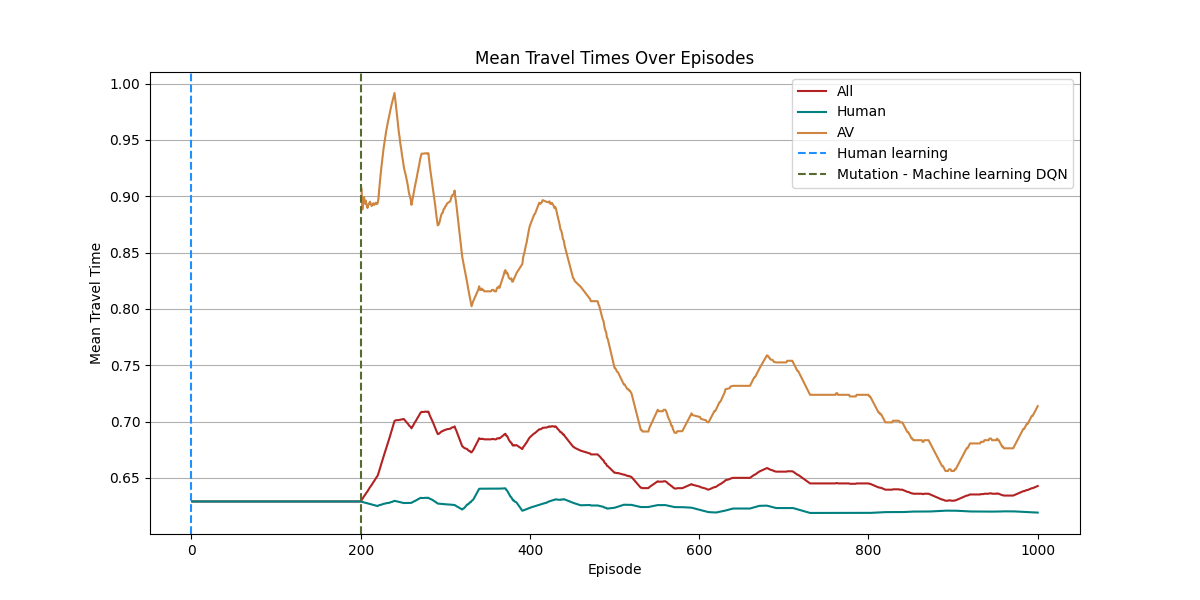 Mean Travel Times Over Episodes
Mean Travel Time
1.00
0.95
0.90
0.85
0.80
0.75
0.70
0.65
All
Human
AV
Human learning
Mutation - Machine learning DQN
0 200 400 600 800 1000
Episode